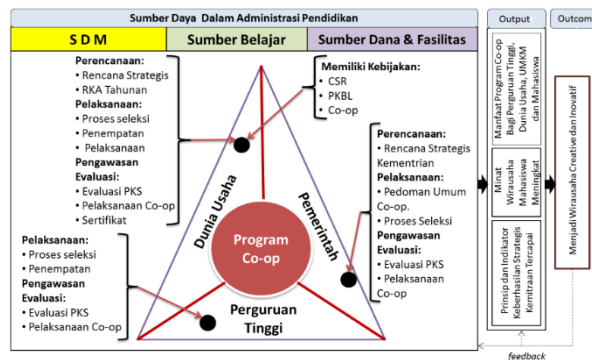 Sumber Daya Dalam Administrasi Pendidikan
Output
Outcom
S D M
Sumber Belajar
Sumber Dana & Fasilitas
Perencanaan:
• Rencana Strategis
• RKA Tahunan
Pelaksanaan:
• Proses seleksi
• Penempatan
• Pelaksanaan
Pengawasan
Evaluasi:
• Evaluasi PKS
• Pelaksanaan Co-op
• Sertifikat
Memiliki Kebijakan:
• CSR
• PKBL
• Co-op
Pelaksanaan:
• Proses seleksi
• Penempatan
Pengawasan
Evaluasi:
• Evaluasi PKS
• Pelaksanaan Co-op
Perencanaan:
• Rencana Strategis
Kementrian
Pelaksanaan:
• Pedoman Umum
Co-op.
• Proses Seleksi
Pengawasan
Evaluasi:
• Evaluasi PKS
• Pelaksanaan
Co-op
Dunia Usaha
Pemerintah
Program
Co-op
Perguruan
Tinggi
Manfaat Program Co-op
Bagi Perguruan Tinggi,
Dunia Usaha, UMKM
dan Mahasiswa
Minat
Wirausaha
Mahasiswa
Meningkat
Prinsip dan Indikator
Keberhasilan Strategis
Kemitraan Tercapai
Menjadi Wirausaha Creative dan Inovatif
feedback